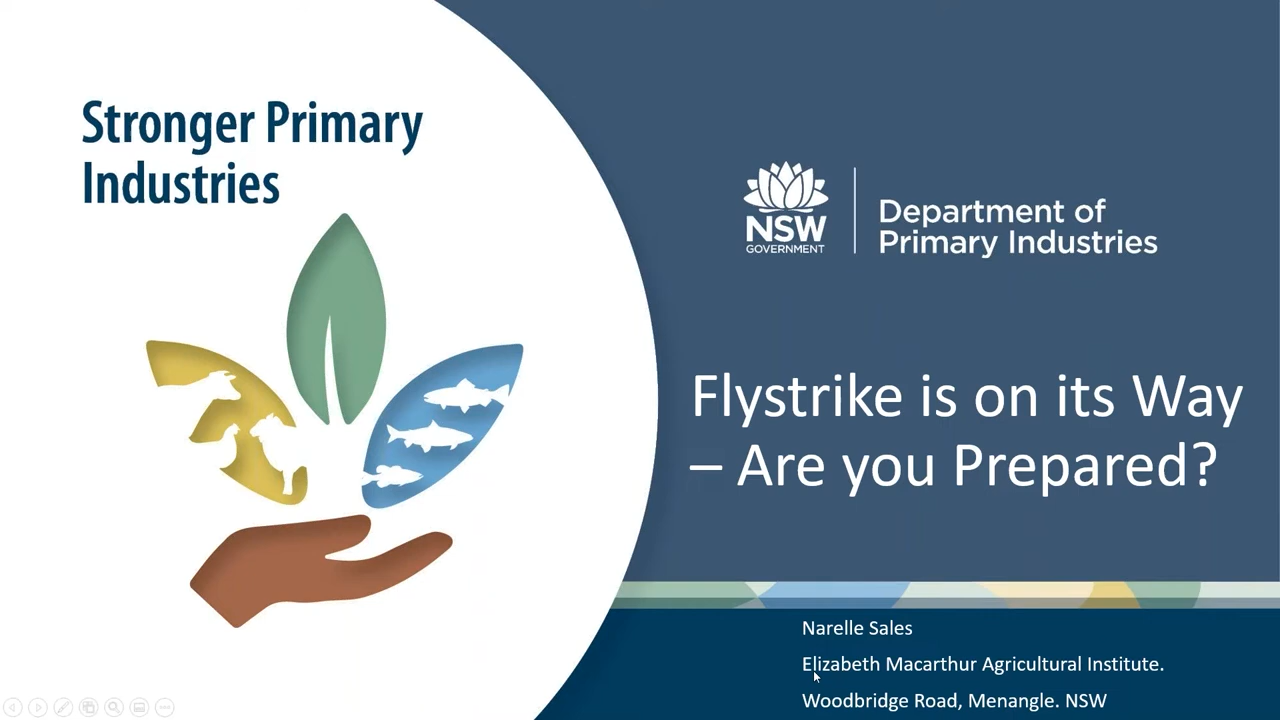 Stronger Primary
Industries
NSW
GOVERNMENT
Department of
Primary Industries
Flystrike is on its Way
– Are you Prepared?
Narelle Sales
Elizabeth Macarthur Agricultural Institute.
Woodbridge Road, Menangle. NSW